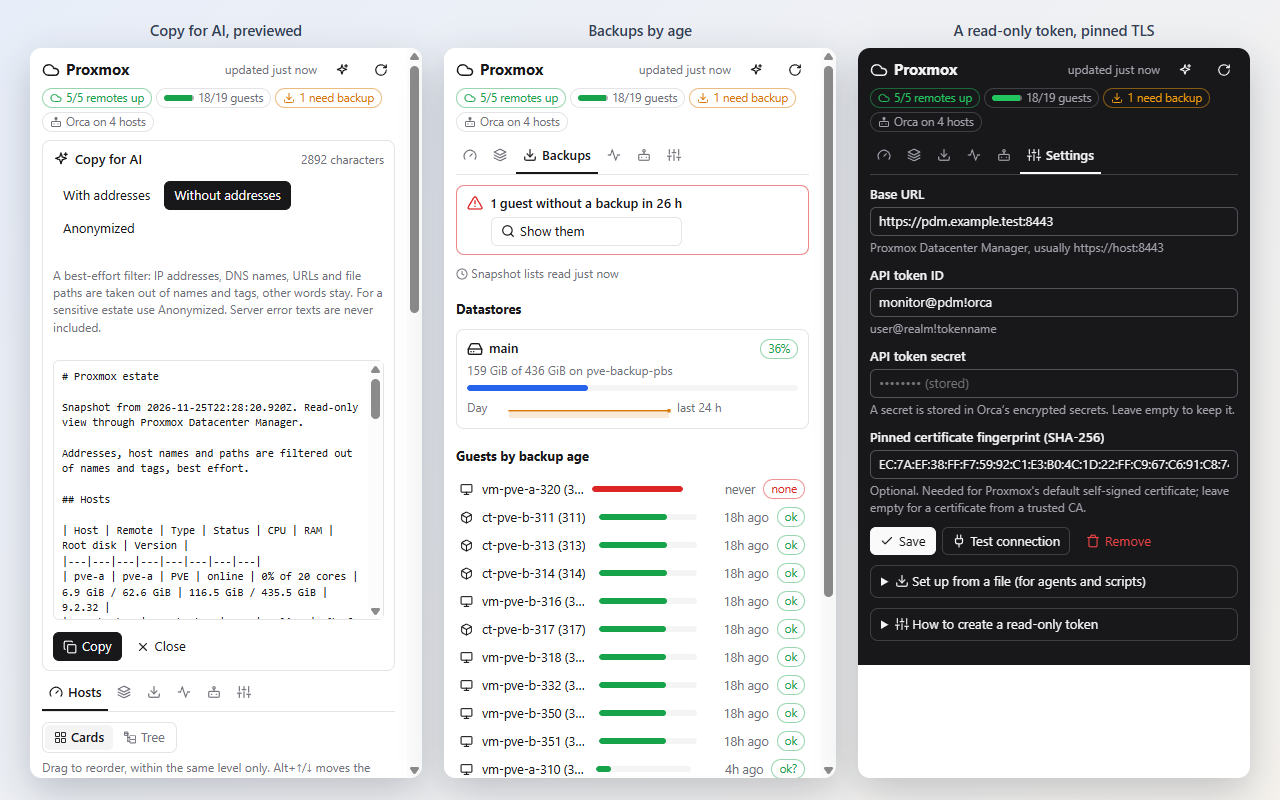 Copy for AI, previewed
Proxmox
updated just now
5/5 remotes up
18/19 guests
1 need backup
Orca on 4 hosts
Copy for AI
2892 characters
With addresses
Without addresses
Anonymized
A best-effort filter: IP addresses, DNS names, URLs and file
paths are taken out of names and tags, other words stay. For a
sensitive estate use Anonymized. Server error texts are never
included.
# Proxmox estate
Snapshot from 2026-11-25T22:28:20.920Z. Read-only
view through Proxmox Datacenter Manager.
Addresses, host names and paths are filtered out
of names and tags, best effort.
## Hosts
| Host | Remote | Type | Status | CPU | RAM |
Root disk | Version |
|---|---|---|---|---|---|---|---|
| pve-a | pve-a | PVE | online | 0% of 20 cores |
6.9 GiB / 62.6 GiB | 116.5 GiB / 435.5 GiB |
9.2.32 |
Copy
Close
Hosts
Cards
Tree
Drag to reorder, within the same level only. Alt+↑/↓ moves the
Backups by age
Proxmox
updated just now
5/5 remotes up
18/19 guests
1 need backup
Orca on 4 hosts
Backups
1 guest without a backup in 26 h
Show them
Snapshot lists read just now
Datastores
main
36%
159 GiB of 436 GiB on pve-backup-pbs
Day
last 24 h
Guests by backup age
vm-pve-a-320 (3... never none
ct-pve-b-311 (311) 18h ago ok
ct-pve-b-313 (313) 18h ago ok
ct-pve-b-314 (314) 18h ago ok
vm-pve-b-316 (3... 18h ago ok
ct-pve-b-317 (317) 18h ago ok
vm-pve-b-318 (3... 18h ago ok
vm-pve-b-332 (3... 18h ago ok
vm-pve-b-350 (3... 18h ago ok
vm-pve-b-351 (3... 18h ago ok
vm-pve-a-310 (3... 4h ago ok?
A read-only token, pinned TLS
Proxmox
updated just now
5/5 remotes up
18/19 guests
1 need backup
Orca on 4 hosts
Settings
Base URL
https://pdm.example.test:8443
Proxmox Datacenter Manager, usually https://host:8443
API token ID
monitor@pdm!orca
user@realm!tokenname
API token secret
•••••••• (stored)
A secret is stored in Orca's encrypted secrets. Leave empty to keep it.
Pinned certificate fingerprint (SHA-256)
EC:7A:EF:38:FF:F7:59:92:C1:E3:B0:4C:1D:22:FF:C9:67:C6:91:C8:74
Optional. Needed for Proxmox's default self-signed certificate; leave
empty for a certificate from a trusted CA.
Save
Test connection
Remove
Set up from a file (for agents and scripts)
How to create a read-only token